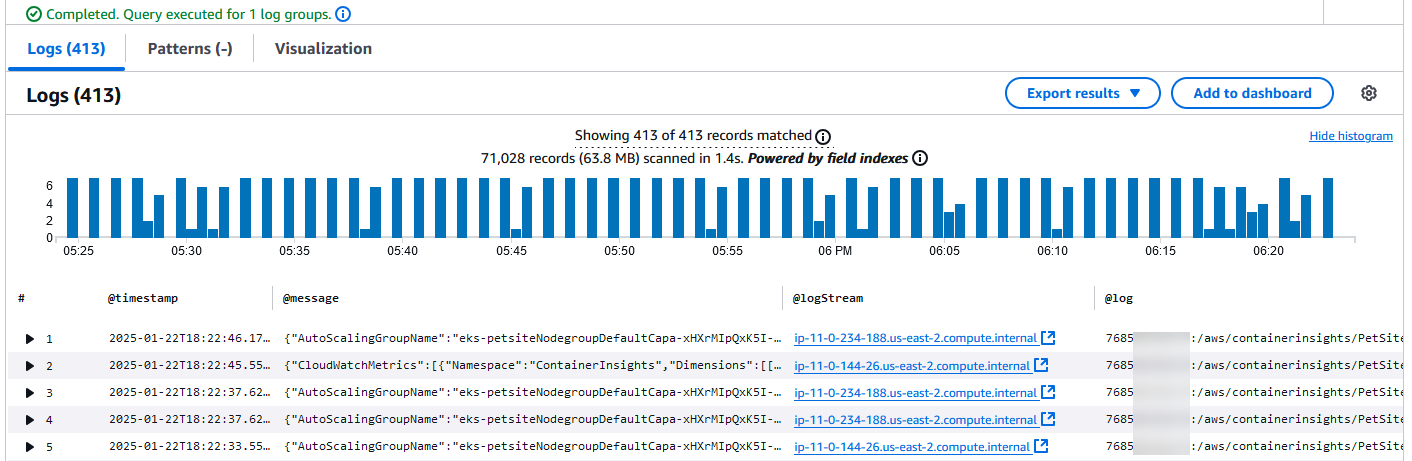 Completed. Query executed for 1 log groups.
Logs (413) Patterns (-) Visualization
Logs (413) Export results Add to dashboard
Showing 413 of 413 records matched Hide histogram
71,028 records (63.8 MB) scanned in 1.4s. Powered by field indexes
6
4
2
0
05:25 05:30 05:35 05:40 05:45 05:50 05:55 06 PM 06:05 06:10 06:15 06:20
# @timestamp @message @logStream @log
1 2025-01-22T18:22:46.17… {"AutoScalingGroupName":"eks-petsiteNodegroupDefaultCapa-xHXrMIpQxK5I-… ip-11-0-234-188.us-east-2.compute.internal 7685 :/aws/containerinsights/PetSite
2 2025-01-22T18:22:45.55… {"CloudWatchMetrics":[{"Namespace":"ContainerInsights","Dimensions":[[… ip-11-0-144-26.us-east-2.compute.internal 7685 :/aws/containerinsights/PetSite
3 2025-01-22T18:22:37.62… {"AutoScalingGroupName":"eks-petsiteNodegroupDefaultCapa-xHXrMIpQxK5I-… ip-11-0-234-188.us-east-2.compute.internal 7685 :/aws/containerinsights/PetSite
4 2025-01-22T18:22:37.62… {"AutoScalingGroupName":"eks-petsiteNodegroupDefaultCapa-xHXrMIpQxK5I-… ip-11-0-234-188.us-east-2.compute.internal 7685 :/aws/containerinsights/PetSite
5 2025-01-22T18:22:33.55… {"AutoScalingGroupName":"eks-petsiteNodegroupDefaultCapa-xHXrMIpQxK5I-… ip-11-0-144-26.us-east-2.compute.internal 7685 :/aws/containerinsights/PetSite